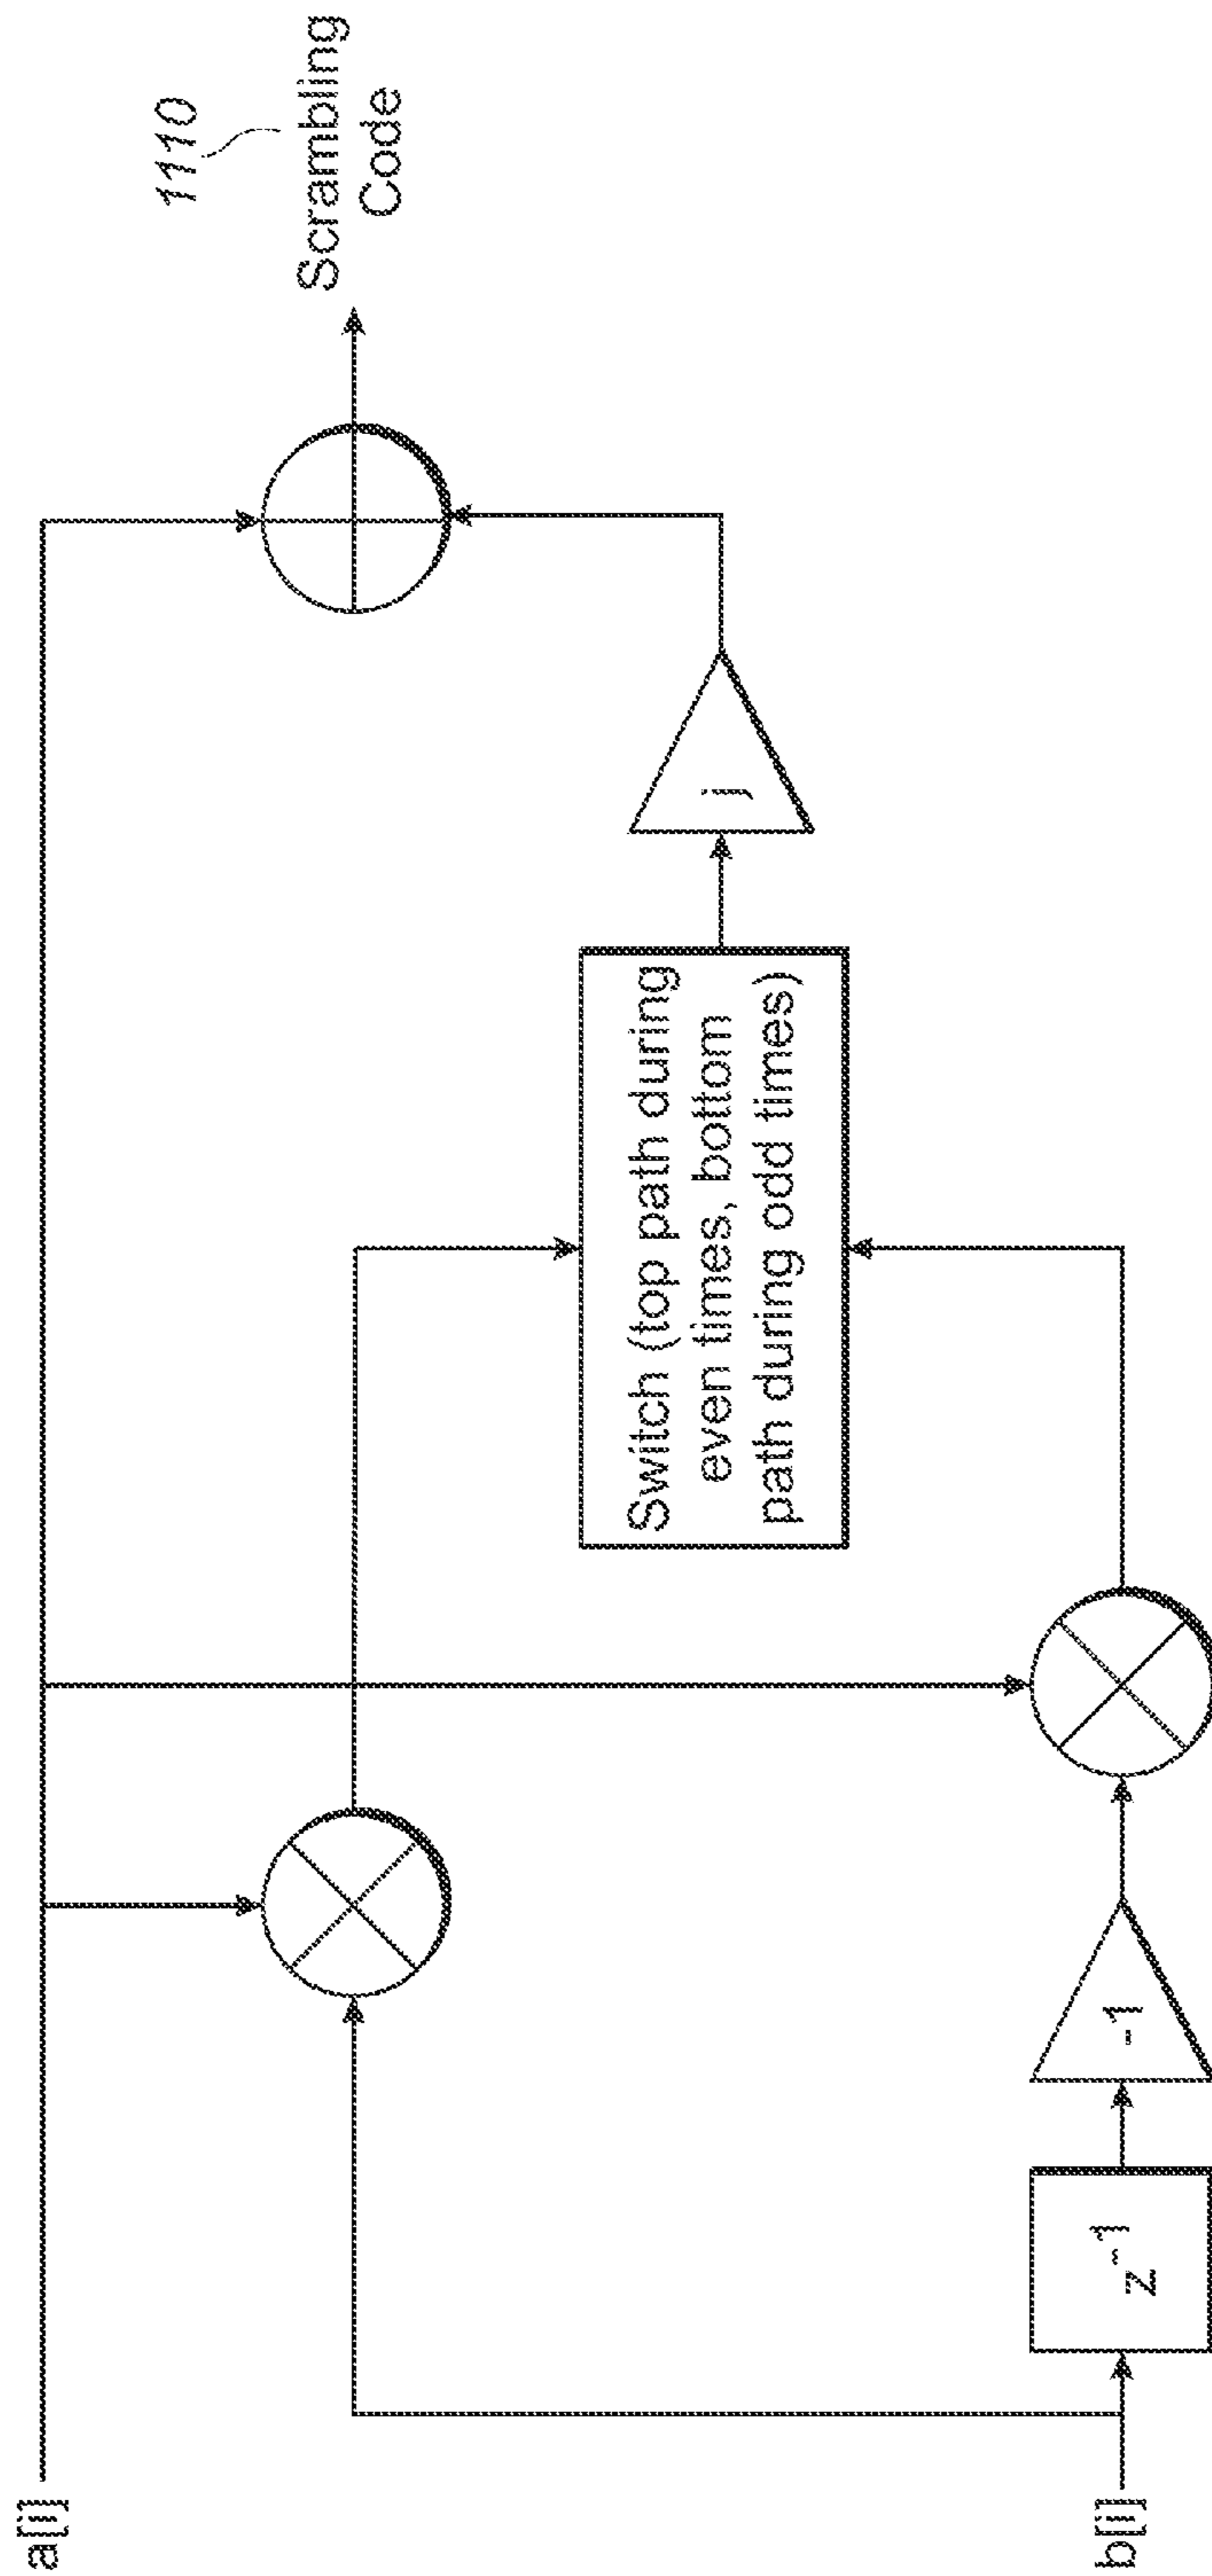 1110
Scrambling
Code
a[i]
j
Switch (top path during
even times, bottom
path during odd times)
-1
z-1
b[i]